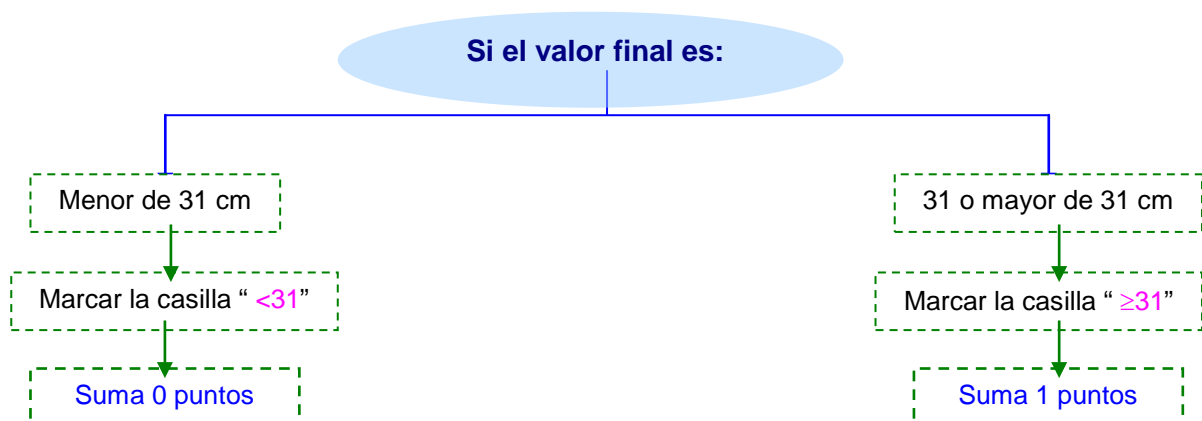 Si el valor final es:
Menor de 31 cm
31 o mayor de 31 cm
Marcar la casilla “ <31”
Marcar la casilla “ ≥31”
Suma 0 puntos
Suma 1 puntos